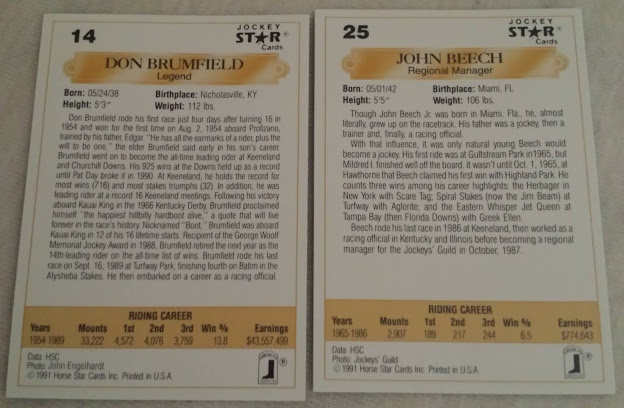 14
JOCKEY
STAR
Cards
DON BRUMFIELD
Legend
Born: 05/24/38 Birthplace: Nicholasville, KY
Height: 5'3" Weight: 112 lbs.
Don Brumfield rode his first race just four days after turning 16 in
1954 and won for the first time on Aug. 2, 1954 aboard Profizano,
trained by his father, Edgar. "He has all the earmarks of a rider, plus the
will to be one," the elder Brumfield said early in his son's career.
Brumfield went on to become the all-time leading rider at Keeneland
and Churchill Downs. His 925 wins at the Downs held up as a record
until Pat Day broke it in 1990. At Keeneland, he holds the record for
most wins (716) and most stakes triumphs (32). In addition, he was
leading rider at a record 16 Keeneland meetings. Following his victory
aboard Kauai King in the 1966 Kentucky Derby, Brumfield proclaimed
himself "the happiest hillbilly hardboot alive," a quote that will live
forever in the race's history. Nicknamed "Boot," Brumfield was aboard
Kauai King in 12 of his 16 lifetime starts. Recipient of the George Woolf
Memorial Jockey Award in 1988, Brumfield retired the next year as the
14th-leading rider on the all-time list of wins. Brumfield rode his last
race on Sept. 16, 1989 at Turfway Park, finishing fourth on Batim in the
Alysheba Stakes. He then embarked on a career as a racing official.
RIDING CAREER
Years Mounts 1st 2nd 3rd Win % Earnings
1954-1989 33,222 4,572 4,076 3,759 13.8 $43,557,499
Data: HSC
Photo John Engelhardt
© 1991 Horse Star Cards Inc. Printed in U.S.A.
25
JOCKEY
STAR
Cards
JOHN BEECH
Regional Manager
Born: 05/01/42 Birthplace: Miami, FL
Height: 5'5" Weight: 106 lbs.
Though John Beech Jr. was born in Miami, Fla., he, almost
literally, grew up on the racetrack. His father was a jockey, then a
trainer and, finally, a racing official.
With that influence, it was only natural young Beech would
become a jockey. His first ride was at Gulfstream Park in 1965, but
Mildred I. finished well off the board. It wasn't until Oct. 1, 1965, at
Hawthorne that Beech claimed his first win with Highland Park. He
counts three wins among his career highlights: the Herbager in
New York with Scare Tag; Spiral Stakes (now the Jim Beam) at
Turfway with Aglerite; and the Eastern Whisper Jet Queen at
Tampa Bay (then Florida Downs) with Greek Ellen.
Beech rode his last race in 1986 at Keeneland, then worked as a
racing official in Kentucky and Illinois before becoming a regional
manager for the Jockeys' Guild in October, 1987.
RIDING CAREER
Years Mounts 1st 2nd 3rd Win % Earnings
1965-1986 2,907 189 217 244 6.5 $774,643
Data: HSC
Photo: Jockeys' Guild
© 1991 Horse Star Cards Inc. Printed in U.S.A.